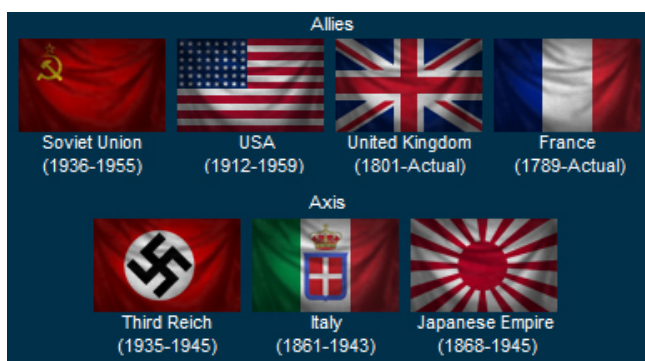 Allies
Soviet Union USA United Kingdom France
(1936-1955) (1912-1959) (1801-Actual) (1789-Actual)
Axis
Third Reich Italy Japanese Empire
(1935-1945) (1861-1943) (1868-1945)